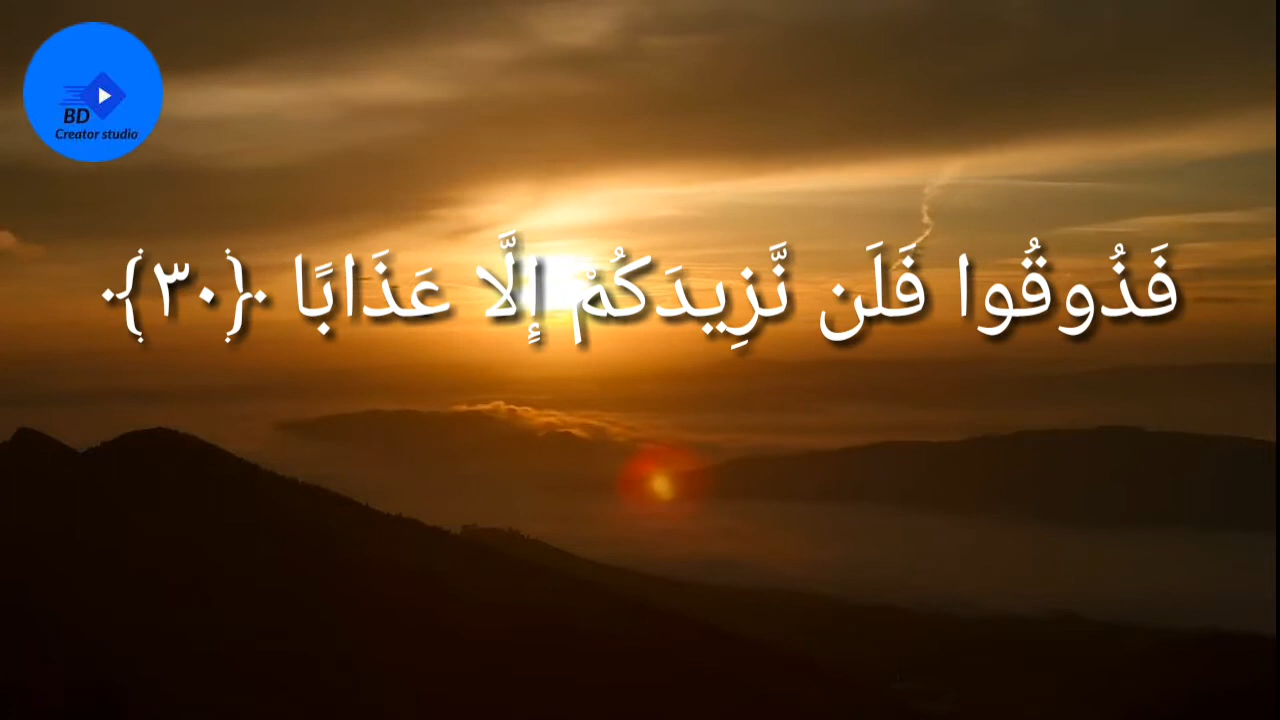 BD
Creator studio
فَذُوقُوا فَلَن نَّزِيدَكُمْ إِلَّا عَذَابًا ﴿٣٠﴾